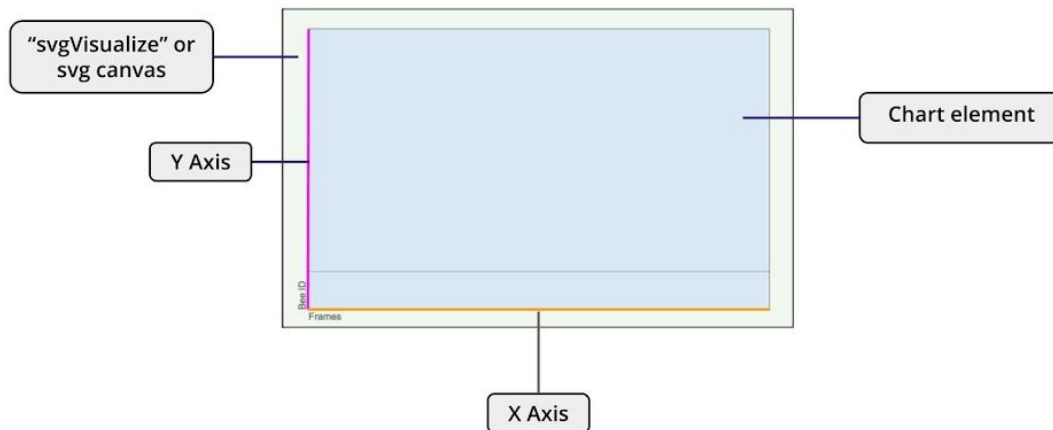 “svgVisualize” or
svg canvas
Chart element
Y Axis
Bee ID
Frames
X Axis